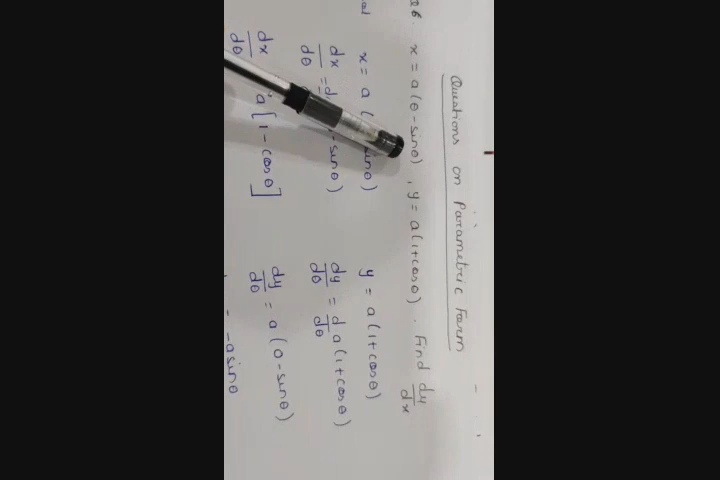 Questions on Parametric Form
x = a(θ - sinθ) , y = a(1+cosθ) . Find dy/dx
x = a ( sinθ) y = a (1+cosθ)
dx/dθ = - sinθ) dy/dθ = d/dθ a (1+cosθ)
dx/dθ a [1 - cosθ] dy/dθ = a (0 - sinθ)
= -asinθ